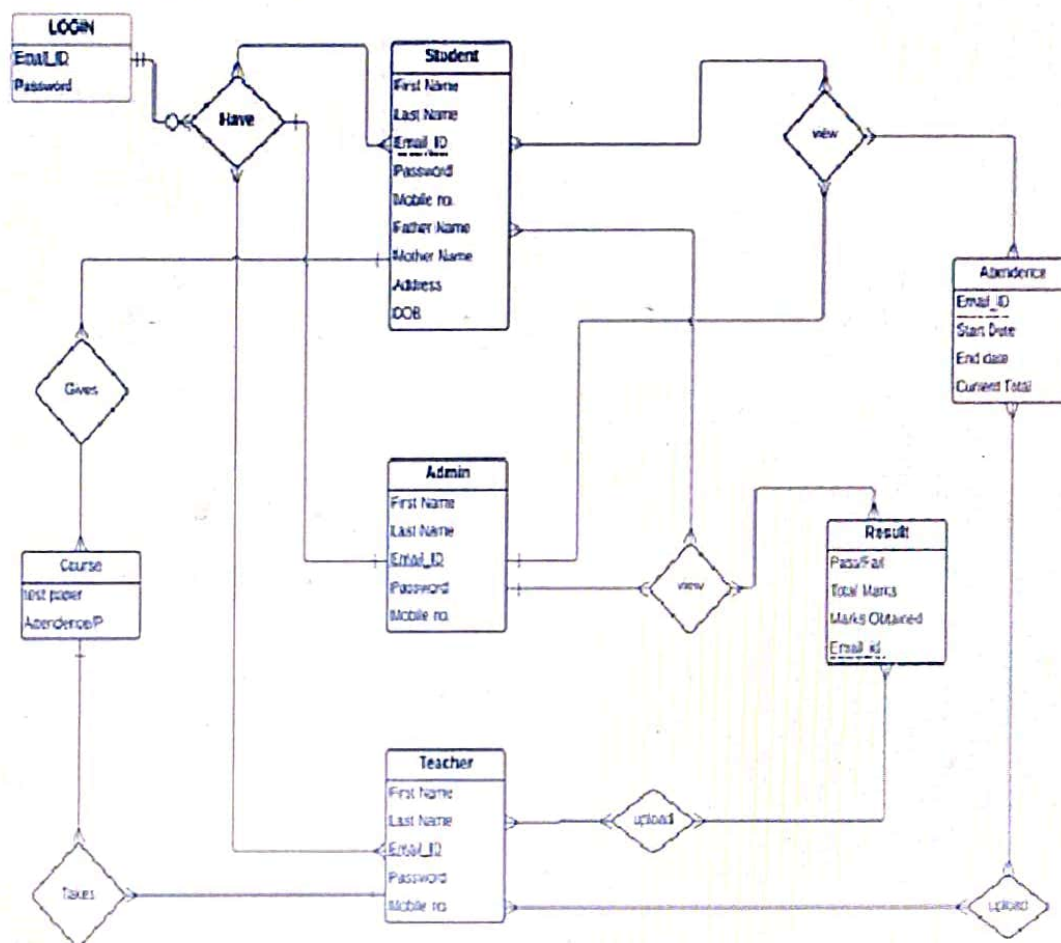 LOGIN
Email_ID
Password
Have
Student
First Name
Last Name
Email_ID
Password
Mobile no.
Father Name
Mother Name
Address
DOB
view
Atendence
Email_ID
Start Date
End date
Current Total
Gives
Course
test paper
Atendence/P
Admin
First Name
Last Name
Email_ID
Password
Mobile no.
view
Result
Pass/Fail
Total Marks
Marks Obtained
Email_id
Teacher
First Name
Last Name
Email_ID
Password
Mobile no.
upload
Takes
upload